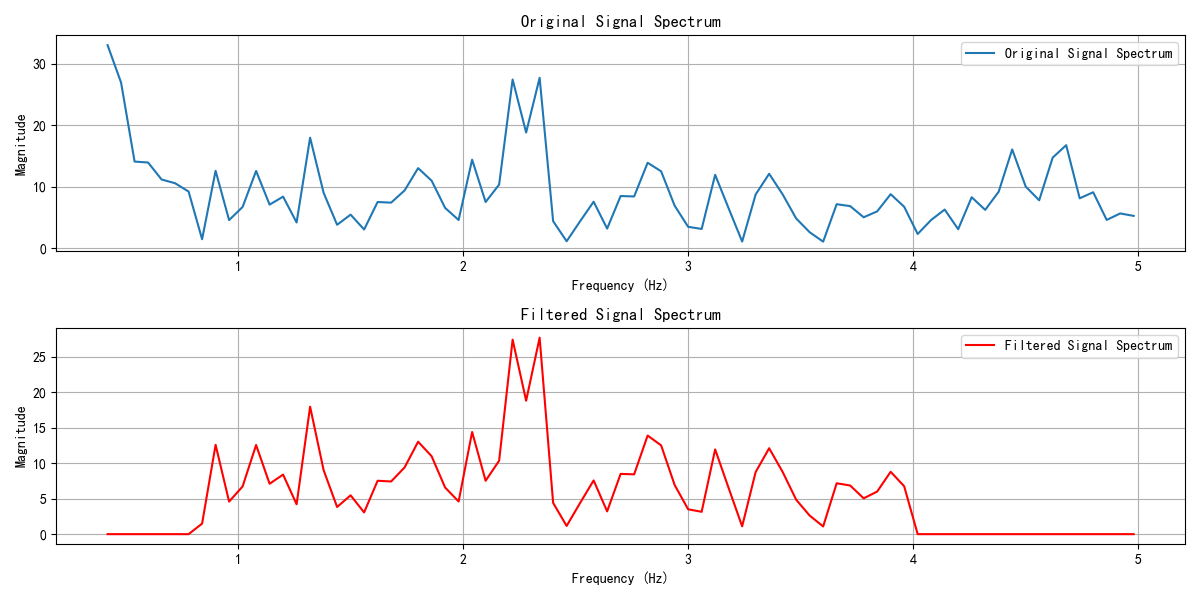 Original Signal Spectrum
Original Signal Spectrum
Magnitude
30
20
10
0
1 2 3 4 5
Frequency (Hz)
Filtered Signal Spectrum
Filtered Signal Spectrum
Magnitude
25
20
15
10
5
0
1 2 3 4 5
Frequency (Hz)